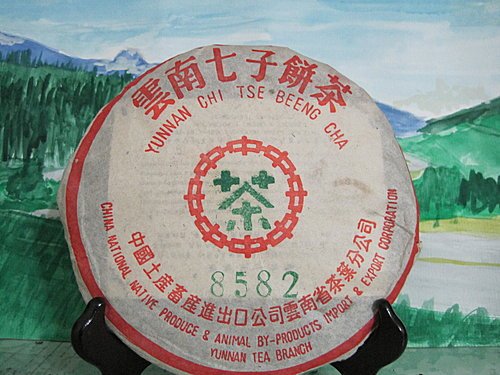 雲南七子餅茶
YUNNAN CHI TSE BEENG CHA
茶
8582
中國土産畜産進出口公司雲南省茶葉分公司
CHINA NATIONAL NATIVE PRODUCE & ANIMAL BY-PRODUCTS IMPORT & EXPORT CORPORATION
YUNNAN TEA BRANCH